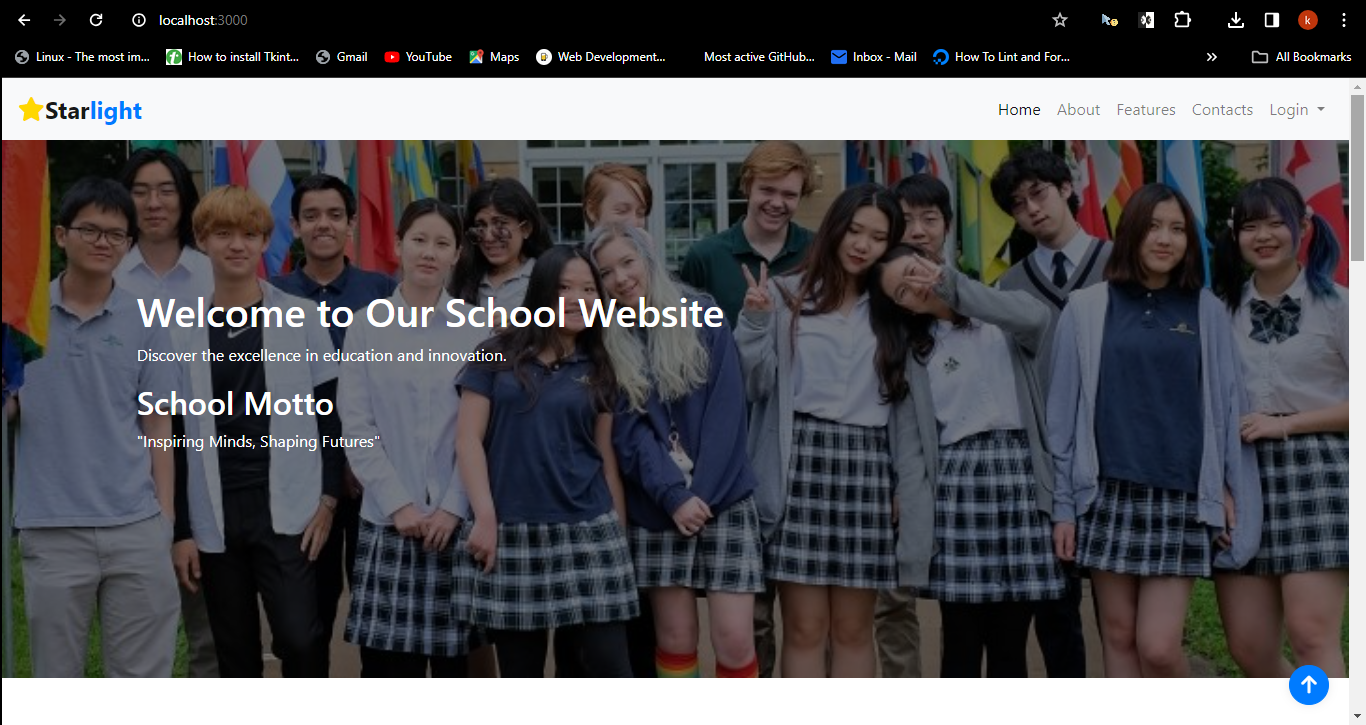 localhost:3000
k
Linux - The most im...
How to install Tkint...
Gmail
YouTube
Maps
Web Development...
Most active GitHub...
Inbox - Mail
How To Lint and For...
»
All Bookmarks
Starlight
Home
About
Features
Contacts
Login
Welcome to Our School Website
Discover the excellence in education and innovation.
School Motto
"Inspiring Minds, Shaping Futures"